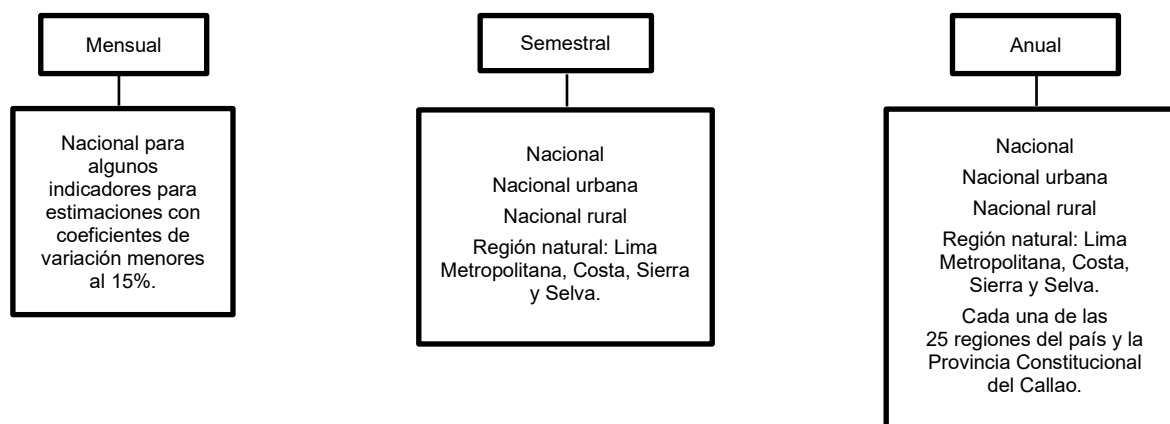 Mensual
Nacional para
algunos
indicadores para
estimaciones con
coeficientes de
variación menores
al 15%.
Semestral
Nacional
Nacional urbana
Nacional rural
Región natural: Lima
Metropolitana, Costa, Sierra
y Selva.
Anual
Nacional
Nacional urbana
Nacional rural
Región natural: Lima
Metropolitana, Costa,
Sierra y Selva.
Cada una de las
25 regiones del país y la
Provincia Constitucional
del Callao.